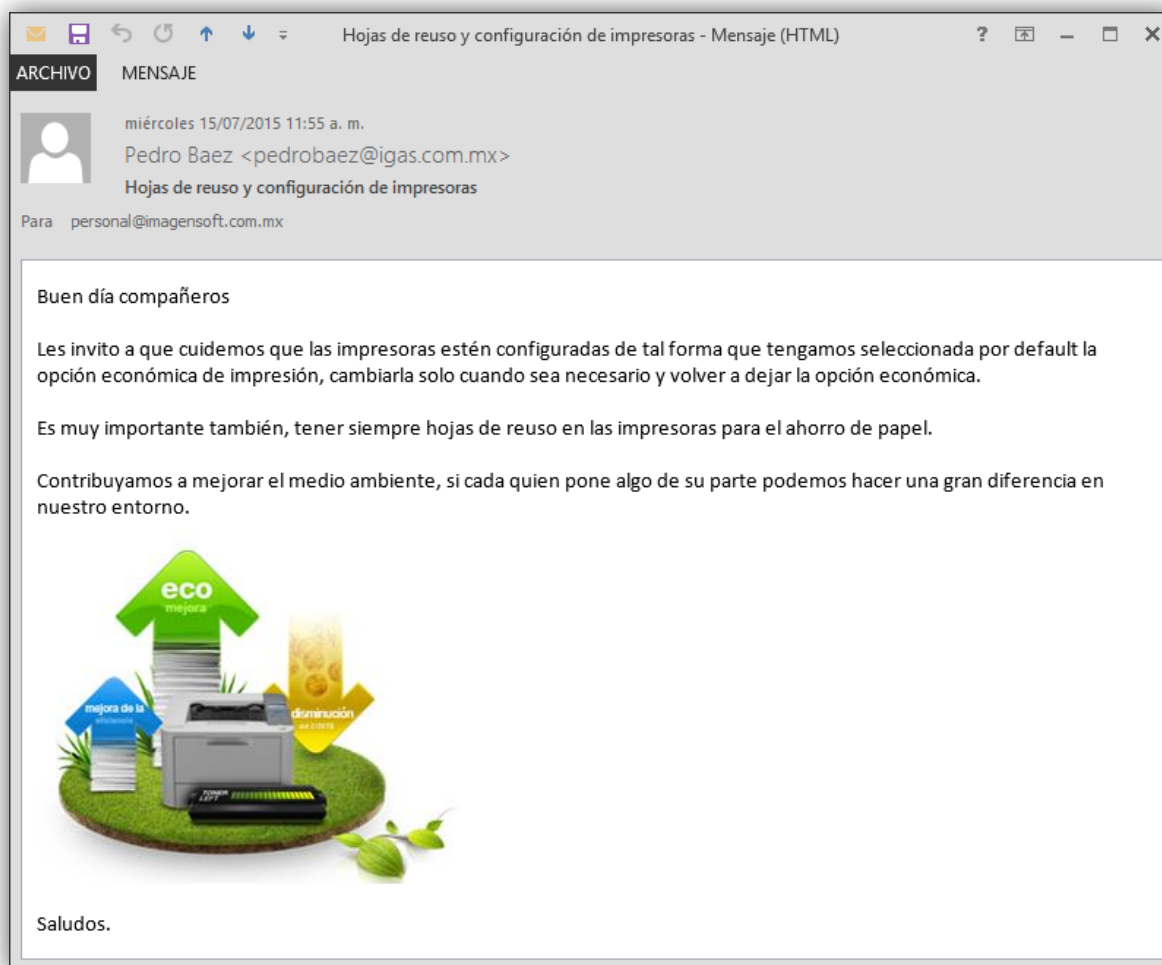 Hojas de reuso y configuración de impresoras - Mensaje (HTML)
ARCHIVO MENSAJE
miércoles 15/07/2015 11:55 a. m.
Pedro Baez <pedrobaez@igas.com.mx>
Hojas de reuso y configuración de impresoras
Para personal@imagensoft.com.mx
Buen día compañeros
Les invito a que cuidemos que las impresoras estén configuradas de tal forma que tengamos seleccionada por default la
opción económica de impresión, cambiarla solo cuando sea necesario y volver a dejar la opción económica.
Es muy importante también, tener siempre hojas de reuso en las impresoras para el ahorro de papel.
Contribuyamos a mejorar el medio ambiente, si cada quien pone algo de su parte podemos hacer una gran diferencia en
nuestro entorno.
eco
mejora
mejora de la
eficiencia
disminución
del COSTE
TONER
LEFT
Saludos.